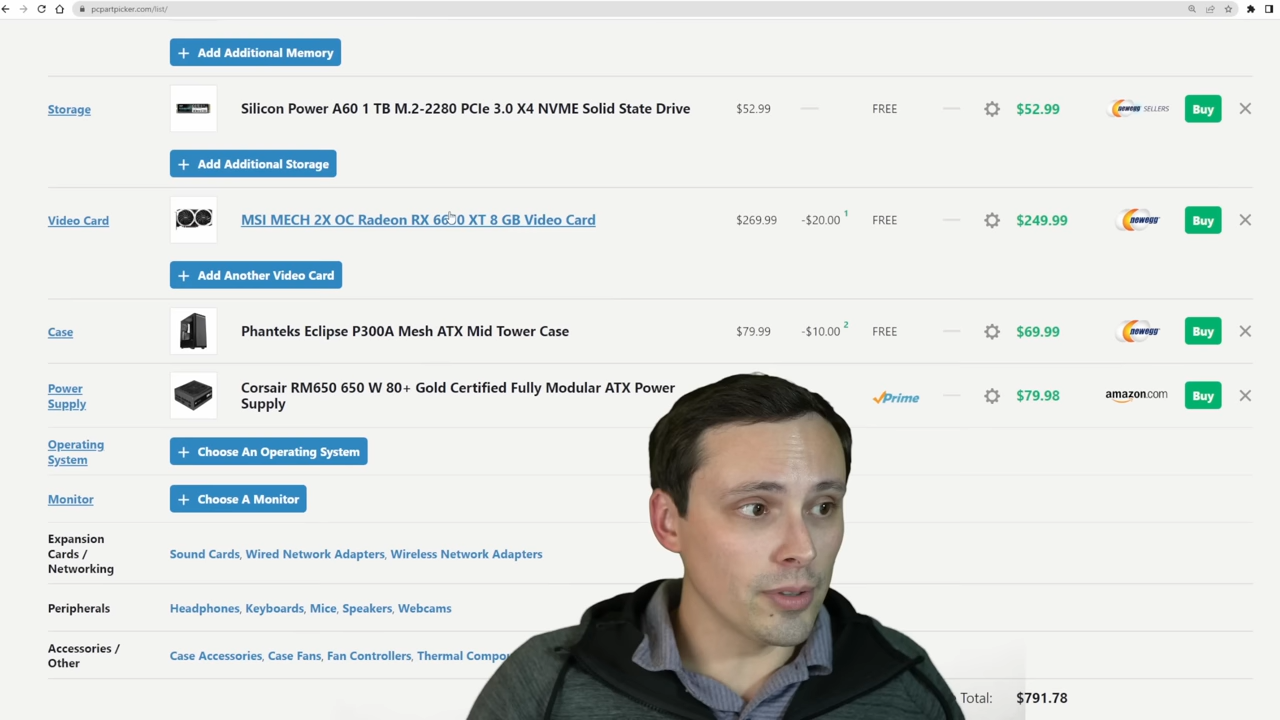 pcpartpicker.com/list/
+ Add Additional Memory
Storage
Silicon Power A60 1 TB M.2-2280 PCIe 3.0 X4 NVME Solid State Drive
$52.99 — FREE — $52.99 newegg SELLERS Buy
+ Add Additional Storage
Video Card
MSI MECH 2X OC Radeon RX 6650 XT 8 GB Video Card
$269.99 -$20.00 1 FREE — $249.99 newegg Buy
+ Add Another Video Card
Case
Phanteks Eclipse P300A Mesh ATX Mid Tower Case
$79.99 -$10.00 2 FREE — $69.99 newegg Buy
Power
Supply
Corsair RM650 650 W 80+ Gold Certified Fully Modular ATX Power
Supply
Prime — $79.98 amazon.com Buy
Operating
System
+ Choose An Operating System
Monitor
+ Choose A Monitor
Expansion
Cards /
Networking
Sound Cards, Wired Network Adapters, Wireless Network Adapters
Peripherals
Headphones, Keyboards, Mice, Speakers, Webcams
Accessories /
Other
Case Accessories, Case Fans, Fan Controllers, Thermal Compo
Total: $791.78